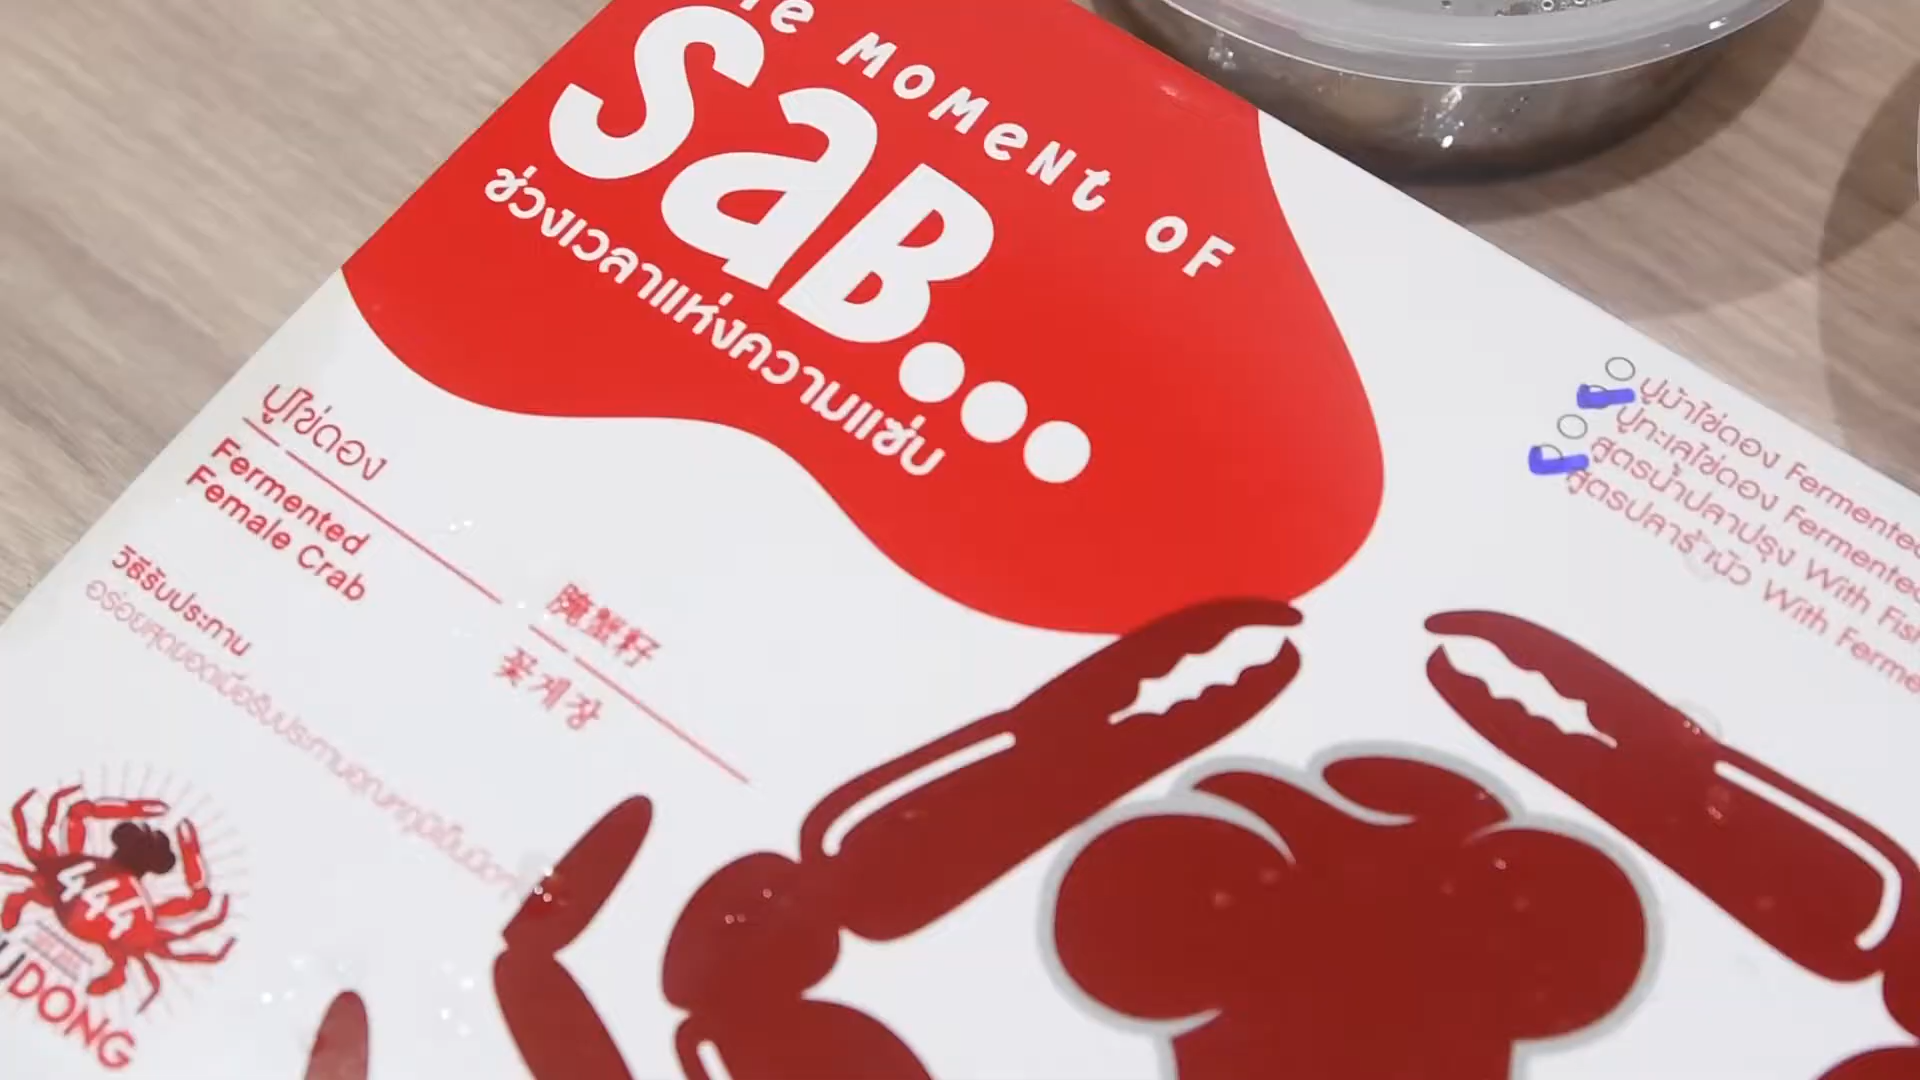 MOMENT OF
SAB...
ช่วงเวลาแห่งความแซ่บ
ปูม้าไข่ดอง Fermented
ปูทะเลไข่ดอง Fermented
สูตรน้ำปลาปรุง With Fis
สูตรปลาร้านัว With Ferme
ปูไข่ดอง
Fermented
Female Crab
腌蟹籽
꽃게장
วิธีรับประทาน
444
UDONG